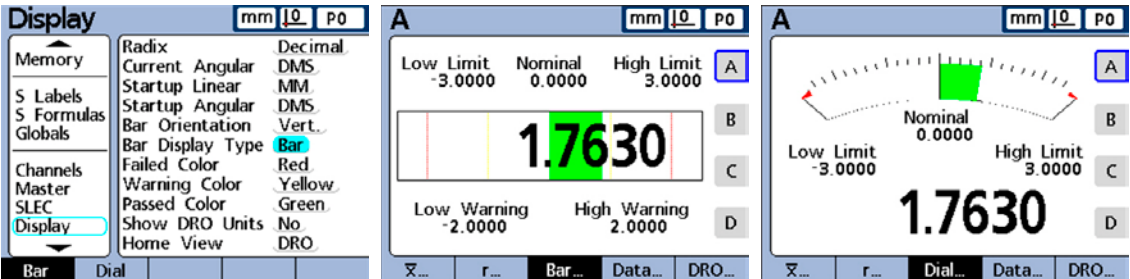 Display
mm 0 P0
Memory
S Labels
S Formulas
Globals
Channels
Master
SLEC
Display
Radix Decimal
Current Angular DMS
Startup Linear MM
Startup Angular DMS
Bar Orientation Vert.
Bar Display Type Bar
Failed Color Red
Warning Color Yellow
Passed Color Green
Show DRO Units No
Home View DRO
Bar Dial
A
mm 0 P0
Low Limit Nominal High Limit
-3.0000 0.0000 3.0000
1.7630
Low Warning High Warning
-2.0000 2.0000
A
B
C
D
x̅... r... Bar... Data... DRO...
A
mm 0 P0
Nominal
0.0000
Low Limit High Limit
-3.0000 3.0000
1.7630
A
B
C
D
x̅... r... Dial... Data... DRO...